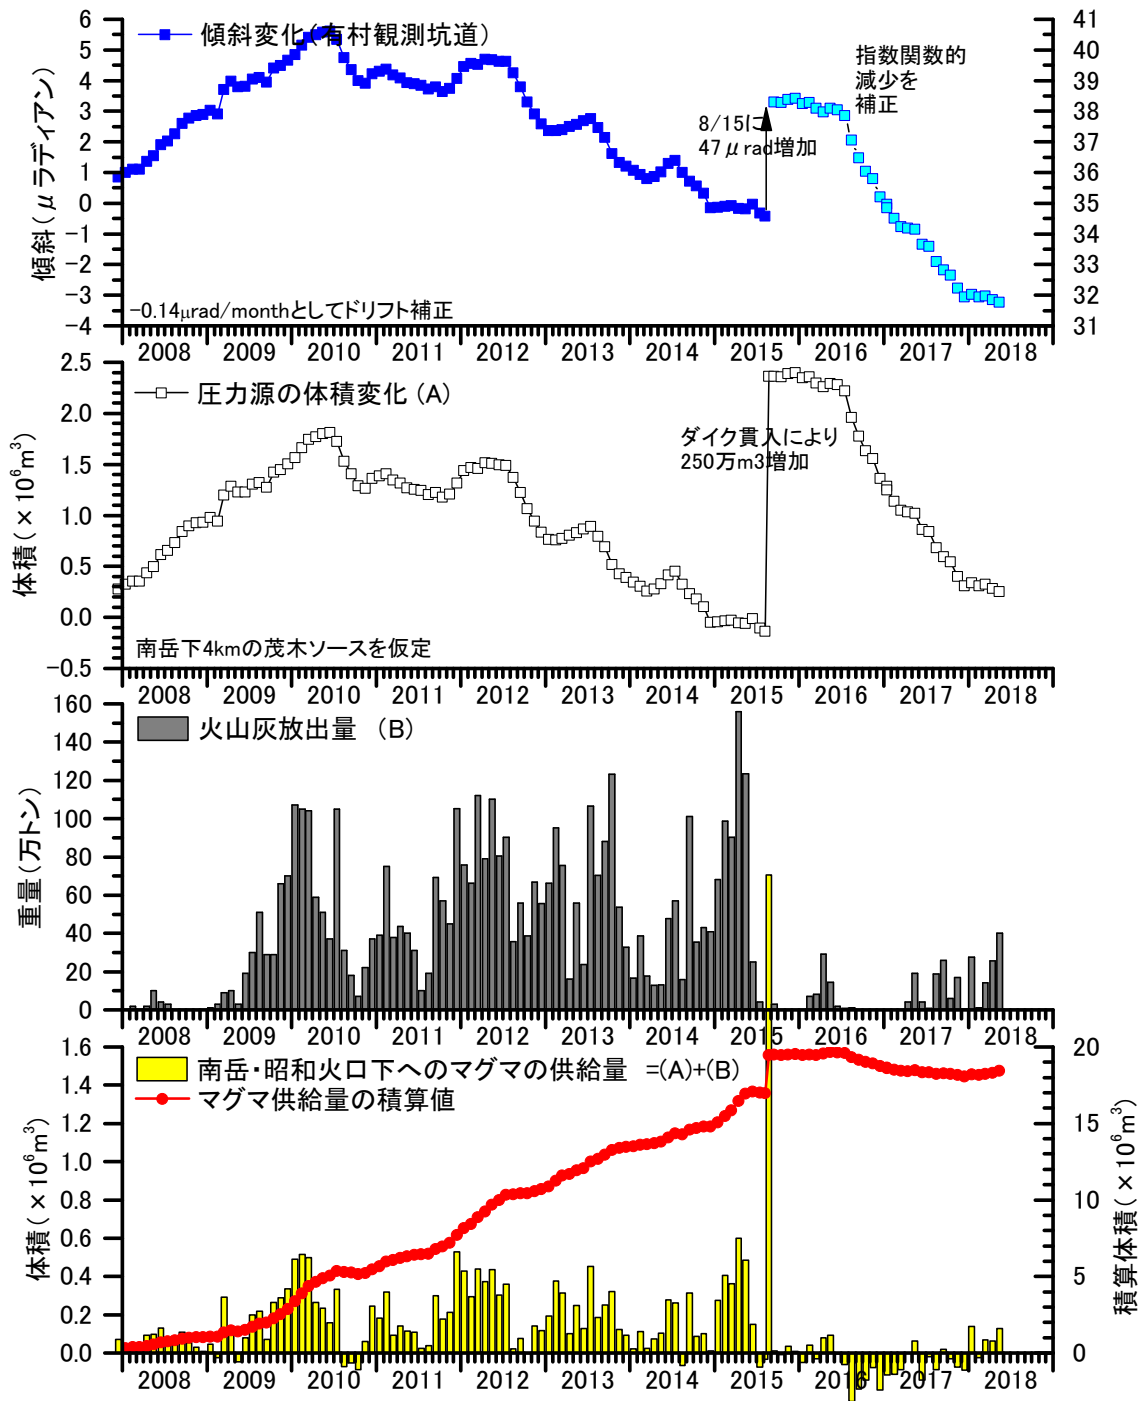 傾斜変化(有村観測坑道)
指数関数的
減少を
補正
8/15に
47μrad増加
傾斜(μラディアン)
-0.14μrad/monthとしてドリフト補正
6
5
4
3
2
1
0
-1
-2
-3
-4
41
40
39
38
37
36
35
34
33
32
31
2008 2009 2010 2011 2012 2013 2014 2015 2016 2017 2018
圧力源の体積変化(A)
ダイク貫入により
250万m3増加
体積(×10⁶m³)
南岳下4kmの茂木ソースを仮定
2.5
2.0
1.5
1.0
0.5
0.0
-0.5
2008 2009 2010 2011 2012 2013 2014 2015 2016 2017 2018
火山灰放出量 (B)
重量(万トン)
160
140
120
100
80
60
40
20
0
2008 2009 2010 2011 2012 2013 2014 2015 2016 2017 2018
南岳・昭和火口下へのマグマの供給量 =(A)+(B)
マグマ供給量の積算値
体積(×10⁶m³)
1.6
1.4
1.2
1.0
0.8
0.6
0.4
0.2
0.0
20
15
10
5
0
積算体積(×10⁶m³)
2008 2009 2010 2011 2012 2013 2014 2015 2016 2017 2018